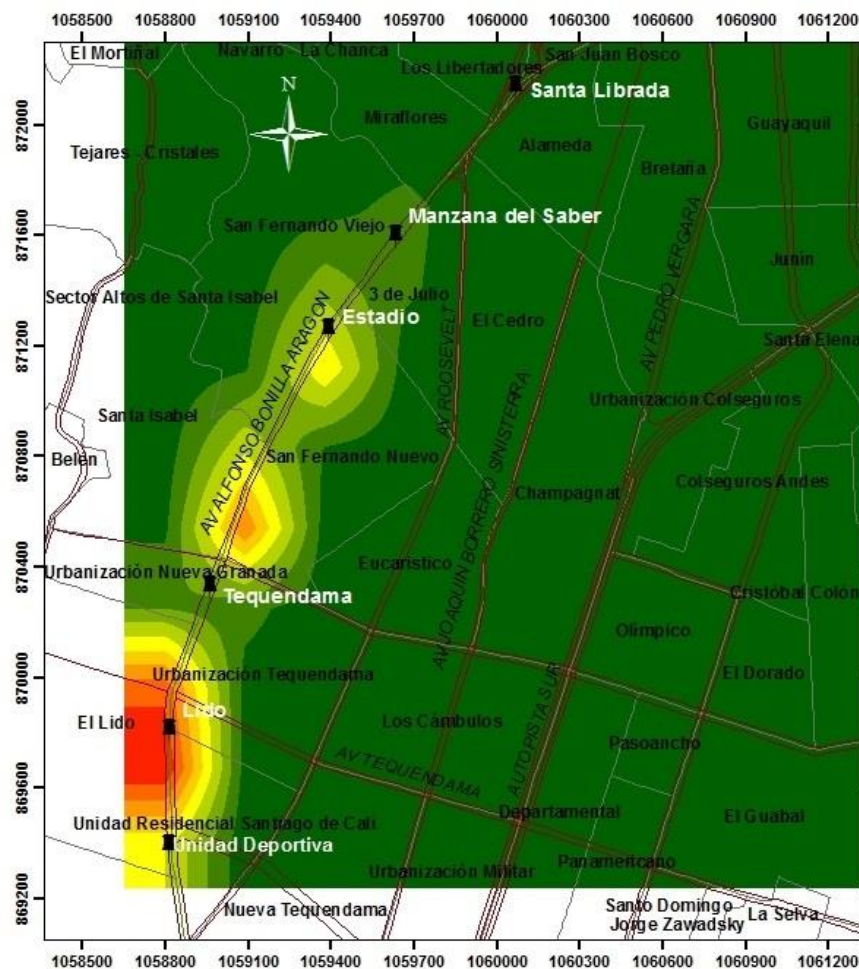 1058500 1058800 1059100 1059400 1059700 1060000 1060300 1060600 1060900 1061200
El Mortiñal
Navarro - La Chanca
San Juan Bosco
Los Libertadores
Santa Librada
N
Miraflores
872000
Guayaquil
Tejares - Cristales
Alameda
Bretaña
Manzana del Saber
San Fernando Viejo
871600
AV PEDRO VERGARA
Junín
Sector Altos de Santa Isabel
3 de Julio
Estadio
El Cedro
871200
Santa Elena
AV ALFONSO BONILLA ARAGON
AV ROOSEVELT
Urbanización Colseguros
Santa Isabel
AV JOAQUIN BORRERO SINISTERRA
870800
Belén
San Fernando Nuevo
Champagnat
Colseguros Andes
870400
Urbanización Nueva Granada
Eucarístico
Tequendama
Cristóbal Colón
Olímpico
870000
Urbanización Tequendama
El Dorado
Lido
El Lido
Los Cámbulos
AUTOPISTA SUR
Pasoancho
AV TEQUENDAMA
869600
Departamental
El Guabal
Unidad Residencial Santiago de Cali
Unidad Deportiva
Panamericano
Urbanización Militar
869200
Nueva Tequendama
Santo Domingo
Jorge Zawadsky
La Selva
1058500 1058800 1059100 1059400 1059700 1060000 1060300 1060600 1060900 1061200